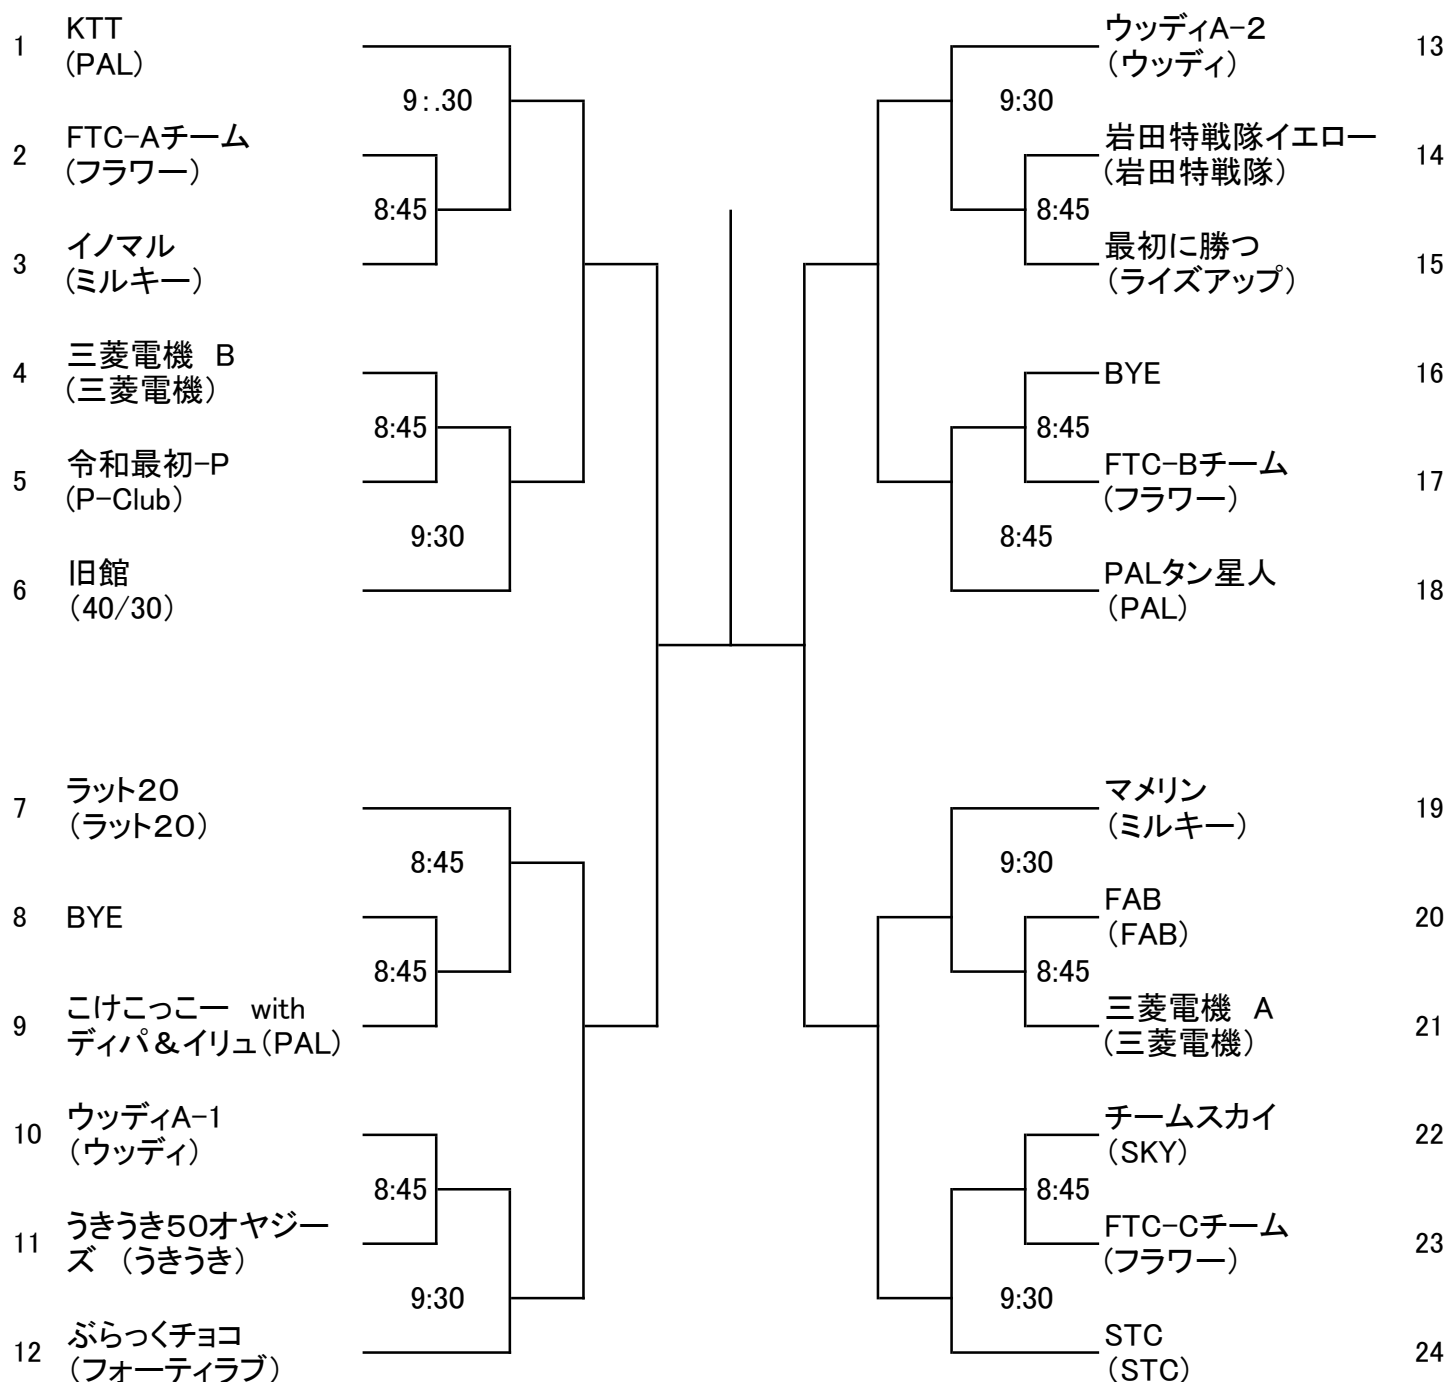 1
KTT
(PAL)
9：.30
2
FTC-Aチーム
(フラワー)
8:45
3
イノマル
(ミルキー)
4
三菱電機　B
(三菱電機)
8:45
5
令和最初-P
(P-Club)
9:30
6
旧館
(40/30)
7
ラット２０
(ラット２０)
8:45
8
BYE
8:45
9
こけこっこー　with
ディパ＆イリュ(PAL)
10
ウッディA-1
(ウッディ)
8:45
11
うきうき５０オヤジー
ズ　(うきうき)
9:30
12
ぶらっくチョコ
(フォーティラブ)
ウッディA-２
(ウッディ)
13
9:30
岩田特戦隊イエロー
(岩田特戦隊)
14
8:45
最初に勝つ
(ライズアップ)
15
BYE
16
8:45
FTC-Bチーム
(フラワー)
17
8:45
PALタン星人
(PAL)
18
マメリン
(ミルキー)
19
9:30
FAB
(FAB)
20
8:45
三菱電機　A
(三菱電機)
21
チームスカイ
(SKY)
22
8:45
FTC-Cチーム
(フラワー)
23
9:30
STC
(STC)
24